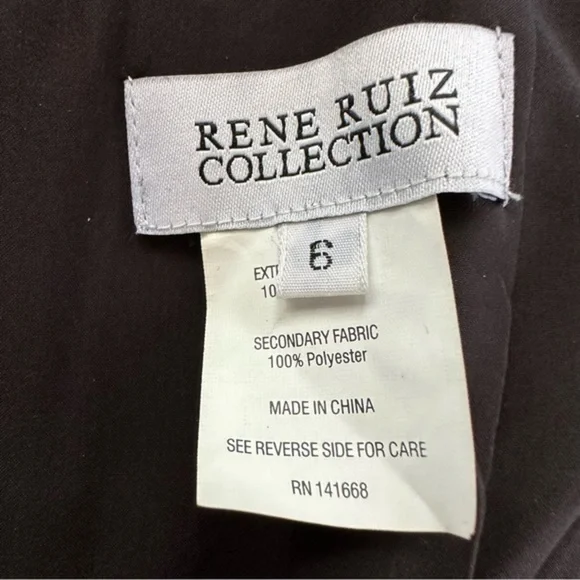 RENE RUIZ
COLLECTION
6
SECONDARY FABRIC
100% Polyester
MADE IN CHINA
SEE REVERSE SIDE FOR CARE
RN 141668